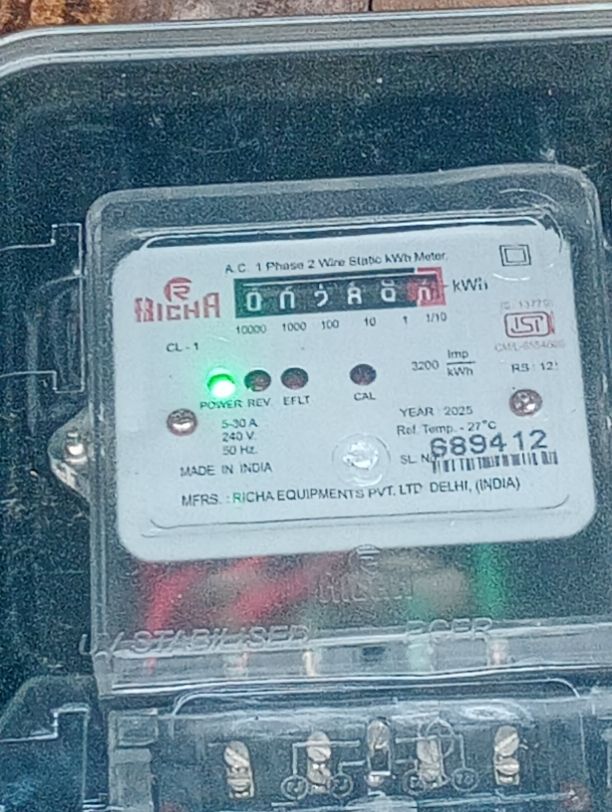 A.C. 1 Phase 2 Wire Static kWh Meter.
RICHA
kWh
10000 1000 100 10 1 1/10
CL - 1
3200 Imp/kWh
POWER REV EFLT CAL
5-30 A
240 V.
50 Hz.
YEAR : 2025
Ref. Temp. - 27°C
SL. No.
689412
MADE IN INDIA
MFRS. : RICHA EQUIPMENTS PVT. LTD DELHI, (INDIA)